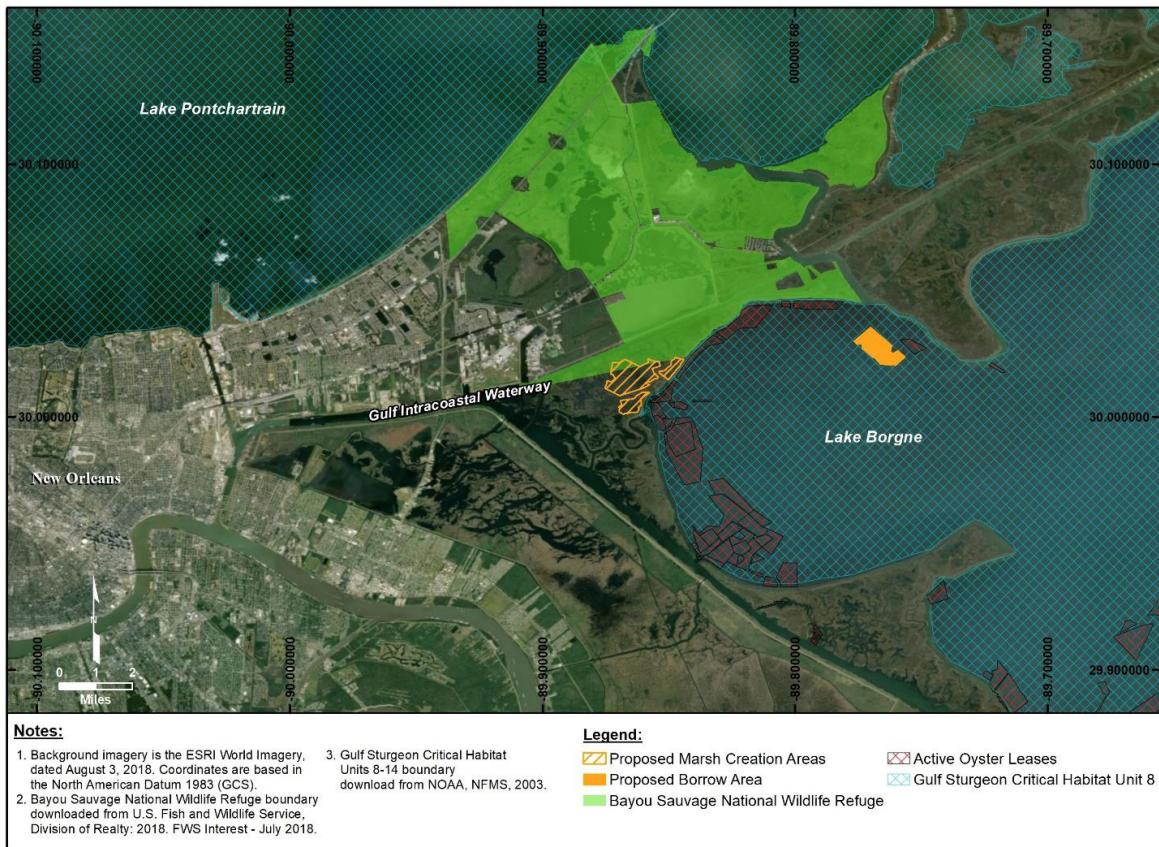 -90.100000
-90.000000
-89.900000
-89.800000
-89.700000
Lake Pontchartrain
30.100000
30.100000
Gulf Intracoastal Waterway
30.000000
30.000000
Lake Borgne
New Orleans
N
0 1 2
Miles
29.900000
-90.100000
-90.000000
-89.900000
-89.800000
-89.700000
Notes:
1. Background imagery is the ESRI World Imagery,
dated August 3, 2018. Coordinates are based in
the North American Datum 1983 (GCS).
2. Bayou Sauvage National Wildlife Refuge boundary
downloaded from U.S. Fish and Wildlife Service,
Division of Realty: 2018. FWS Interest - July 2018.
3. Gulf Sturgeon Critical Habitat
Units 8-14 boundary
download from NOAA, NFMS, 2003.
Legend:
Proposed Marsh Creation Areas
Proposed Borrow Area
Bayou Sauvage National Wildlife Refuge
Active Oyster Leases
Gulf Sturgeon Critical Habitat Unit 8